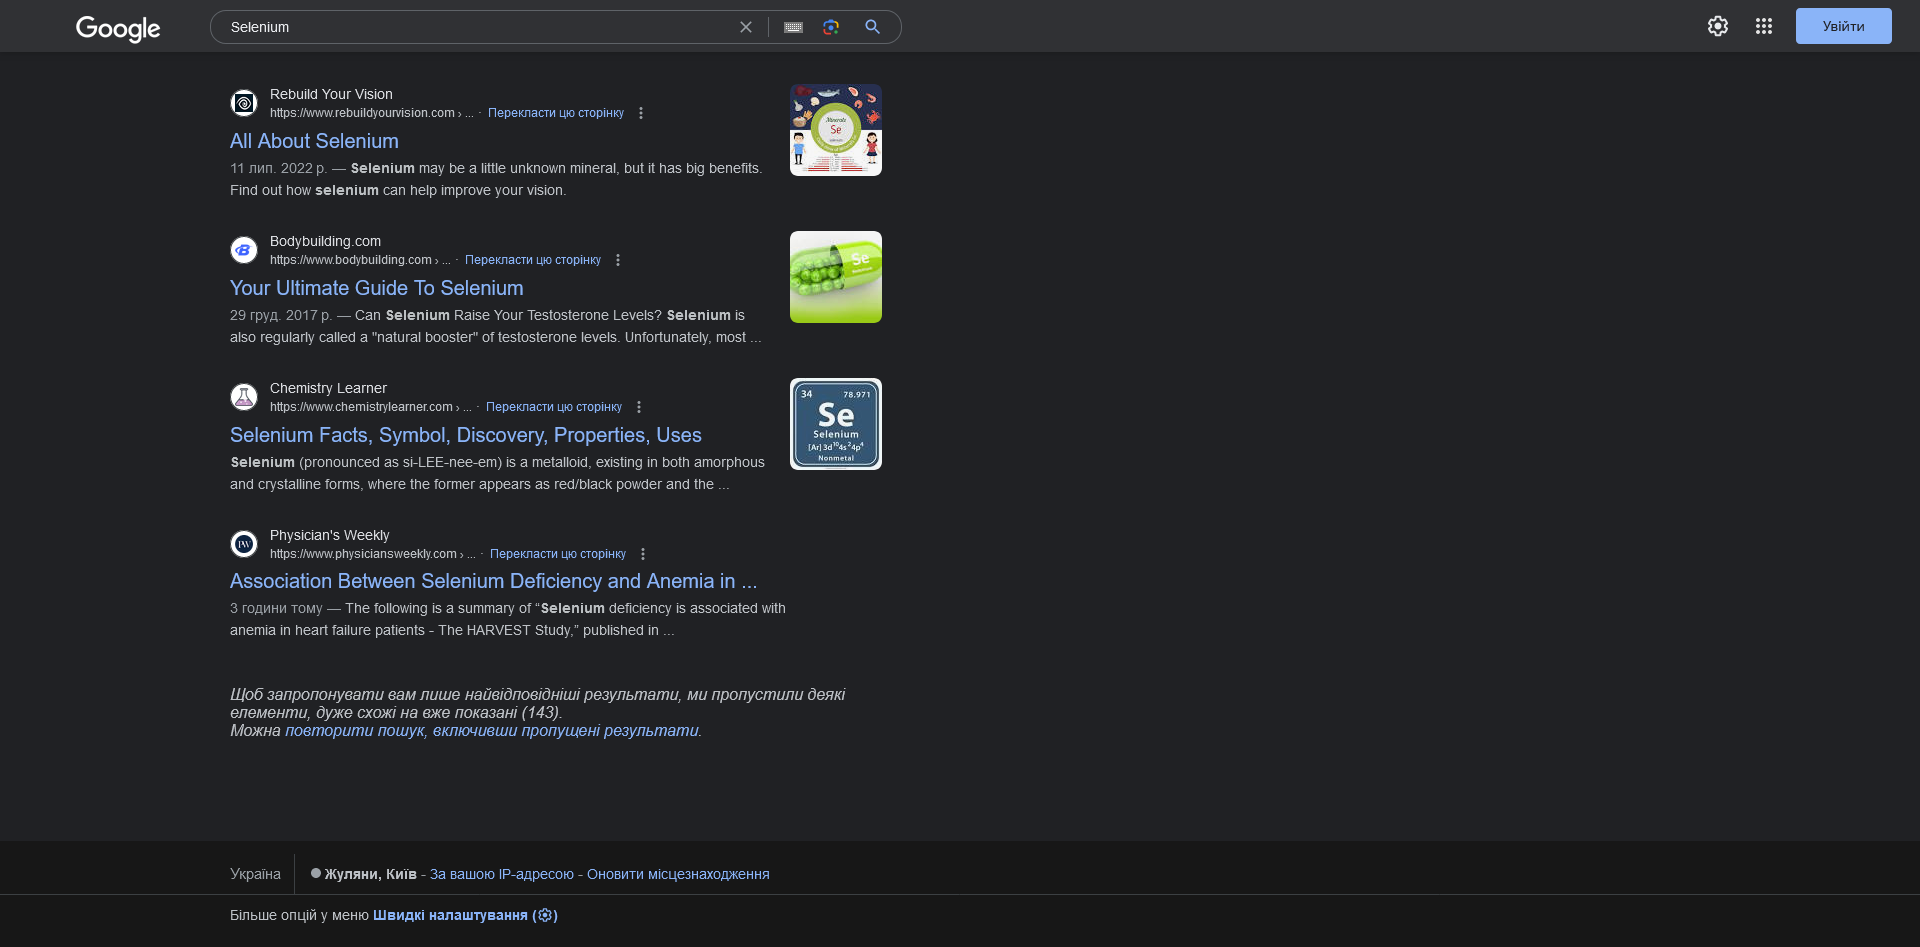 Google
Selenium
Увійти
Rebuild Your Vision
https://www.rebuildyourvision.com › ... · Перекласти цю сторінку
All About Selenium
11 лип. 2022 р. — Selenium may be a little unknown mineral, but it has big benefits.
Find out how selenium can help improve your vision.
Minerals
Se
Bodybuilding.com
https://www.bodybuilding.com › ... · Перекласти цю сторінку
Your Ultimate Guide To Selenium
29 груд. 2017 р. — Can Selenium Raise Your Testosterone Levels? Selenium is
also regularly called a "natural booster" of testosterone levels. Unfortunately, most ...
Se
Chemistry Learner
https://www.chemistrylearner.com › ... · Перекласти цю сторінку
Selenium Facts, Symbol, Discovery, Properties, Uses
Selenium (pronounced as si-LEE-nee-em) is a metalloid, existing in both amorphous
and crystalline forms, where the former appears as red/black powder and the ...
34 78.971
Se
Selenium
[Ar] 3d¹⁰4s²4p⁴
Nonmetal
PW
Physician's Weekly
https://www.physiciansweekly.com › ... · Перекласти цю сторінку
Association Between Selenium Deficiency and Anemia in ...
3 години тому — The following is a summary of “Selenium deficiency is associated with
anemia in heart failure patients - The HARVEST Study,” published in ...
Щоб запропонувати вам лише найвідповідніші результати, ми пропустили деякі
елементи, дуже схожі на вже показані (143).
Можна повторити пошук, включивши пропущені результати.
Україна
Жуляни, Київ - За вашою IP-адресою - Оновити місцезнаходження
Більше опцій у меню Швидкі налаштування ( )